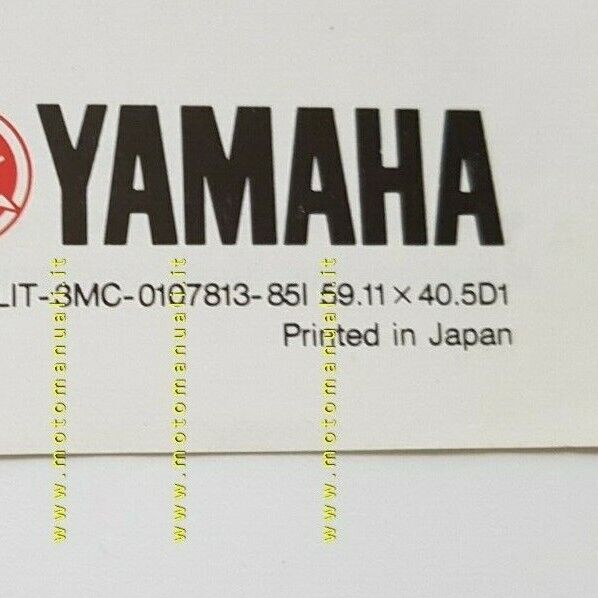 YAMAHA
LIT-3MC-0107813-85I 59.11×40.5D1
Printed in Japan
www.motomanuali.it
www.motomanuali.it
www.motomanuali.it